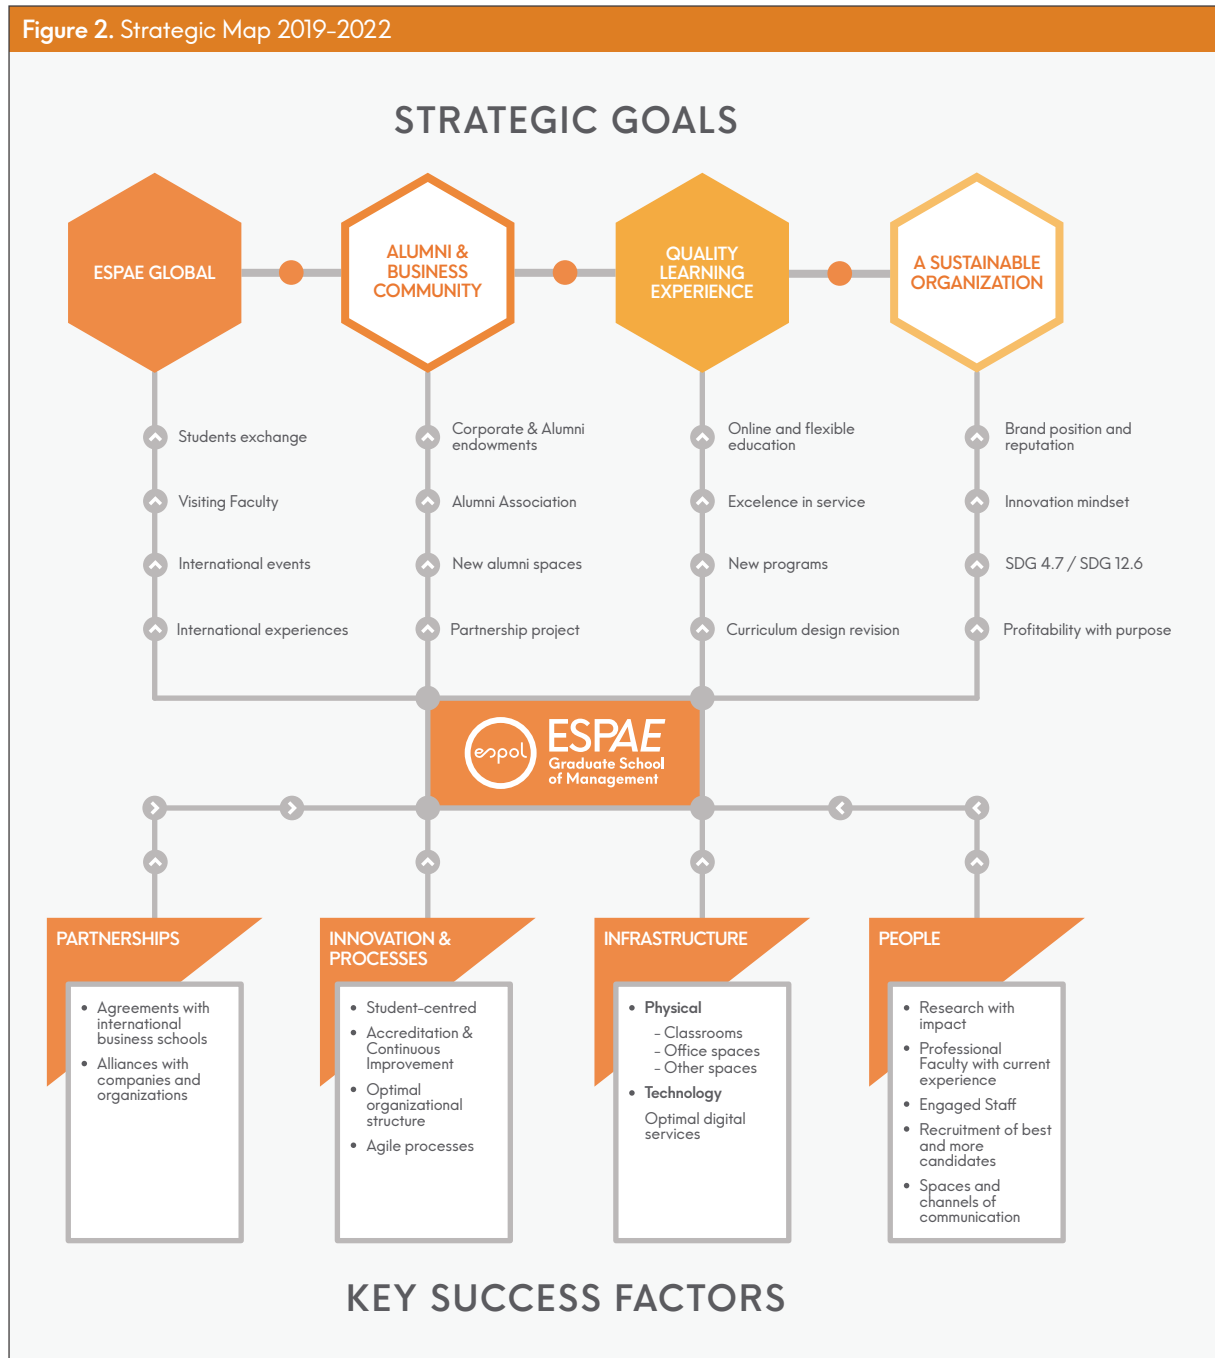 Figure 2. Strategic Map 2019-2022
STRATEGIC GOALS
ESPAE GLOBAL
ALUMNI &
BUSINESS
COMMUNITY
QUALITY
LEARNING
EXPERIENCE
A SUSTAINABLE
ORGANIZATION
Students exchange
Visiting Faculty
International events
International experiences
Corporate & Alumni
endowments
Alumni Association
New alumni spaces
Partnership project
Online and flexible
education
Excelence in service
New programs
Curriculum design revision
Brand position and
reputation
Innovation mindset
SDG 4.7 / SDG 12.6
Profitability with purpose
espol
ESPAE
Graduate School
of Management
PARTNERSHIPS
• Agreements with
international
business schools
• Alliances with
companies and
organizations
INNOVATION &
PROCESSES
• Student-centred
• Accreditation &
Continuous
Improvement
• Optimal
organizational
structure
• Agile processes
INFRASTRUCTURE
• Physical
- Classrooms
- Office spaces
- Other spaces
• Technology
Optimal digital
services
PEOPLE
• Research with
impact
• Professional
Faculty with current
experience
• Engaged Staff
• Recruitment of best
and more
candidates
• Spaces and
channels of
communication
KEY SUCCESS FACTORS